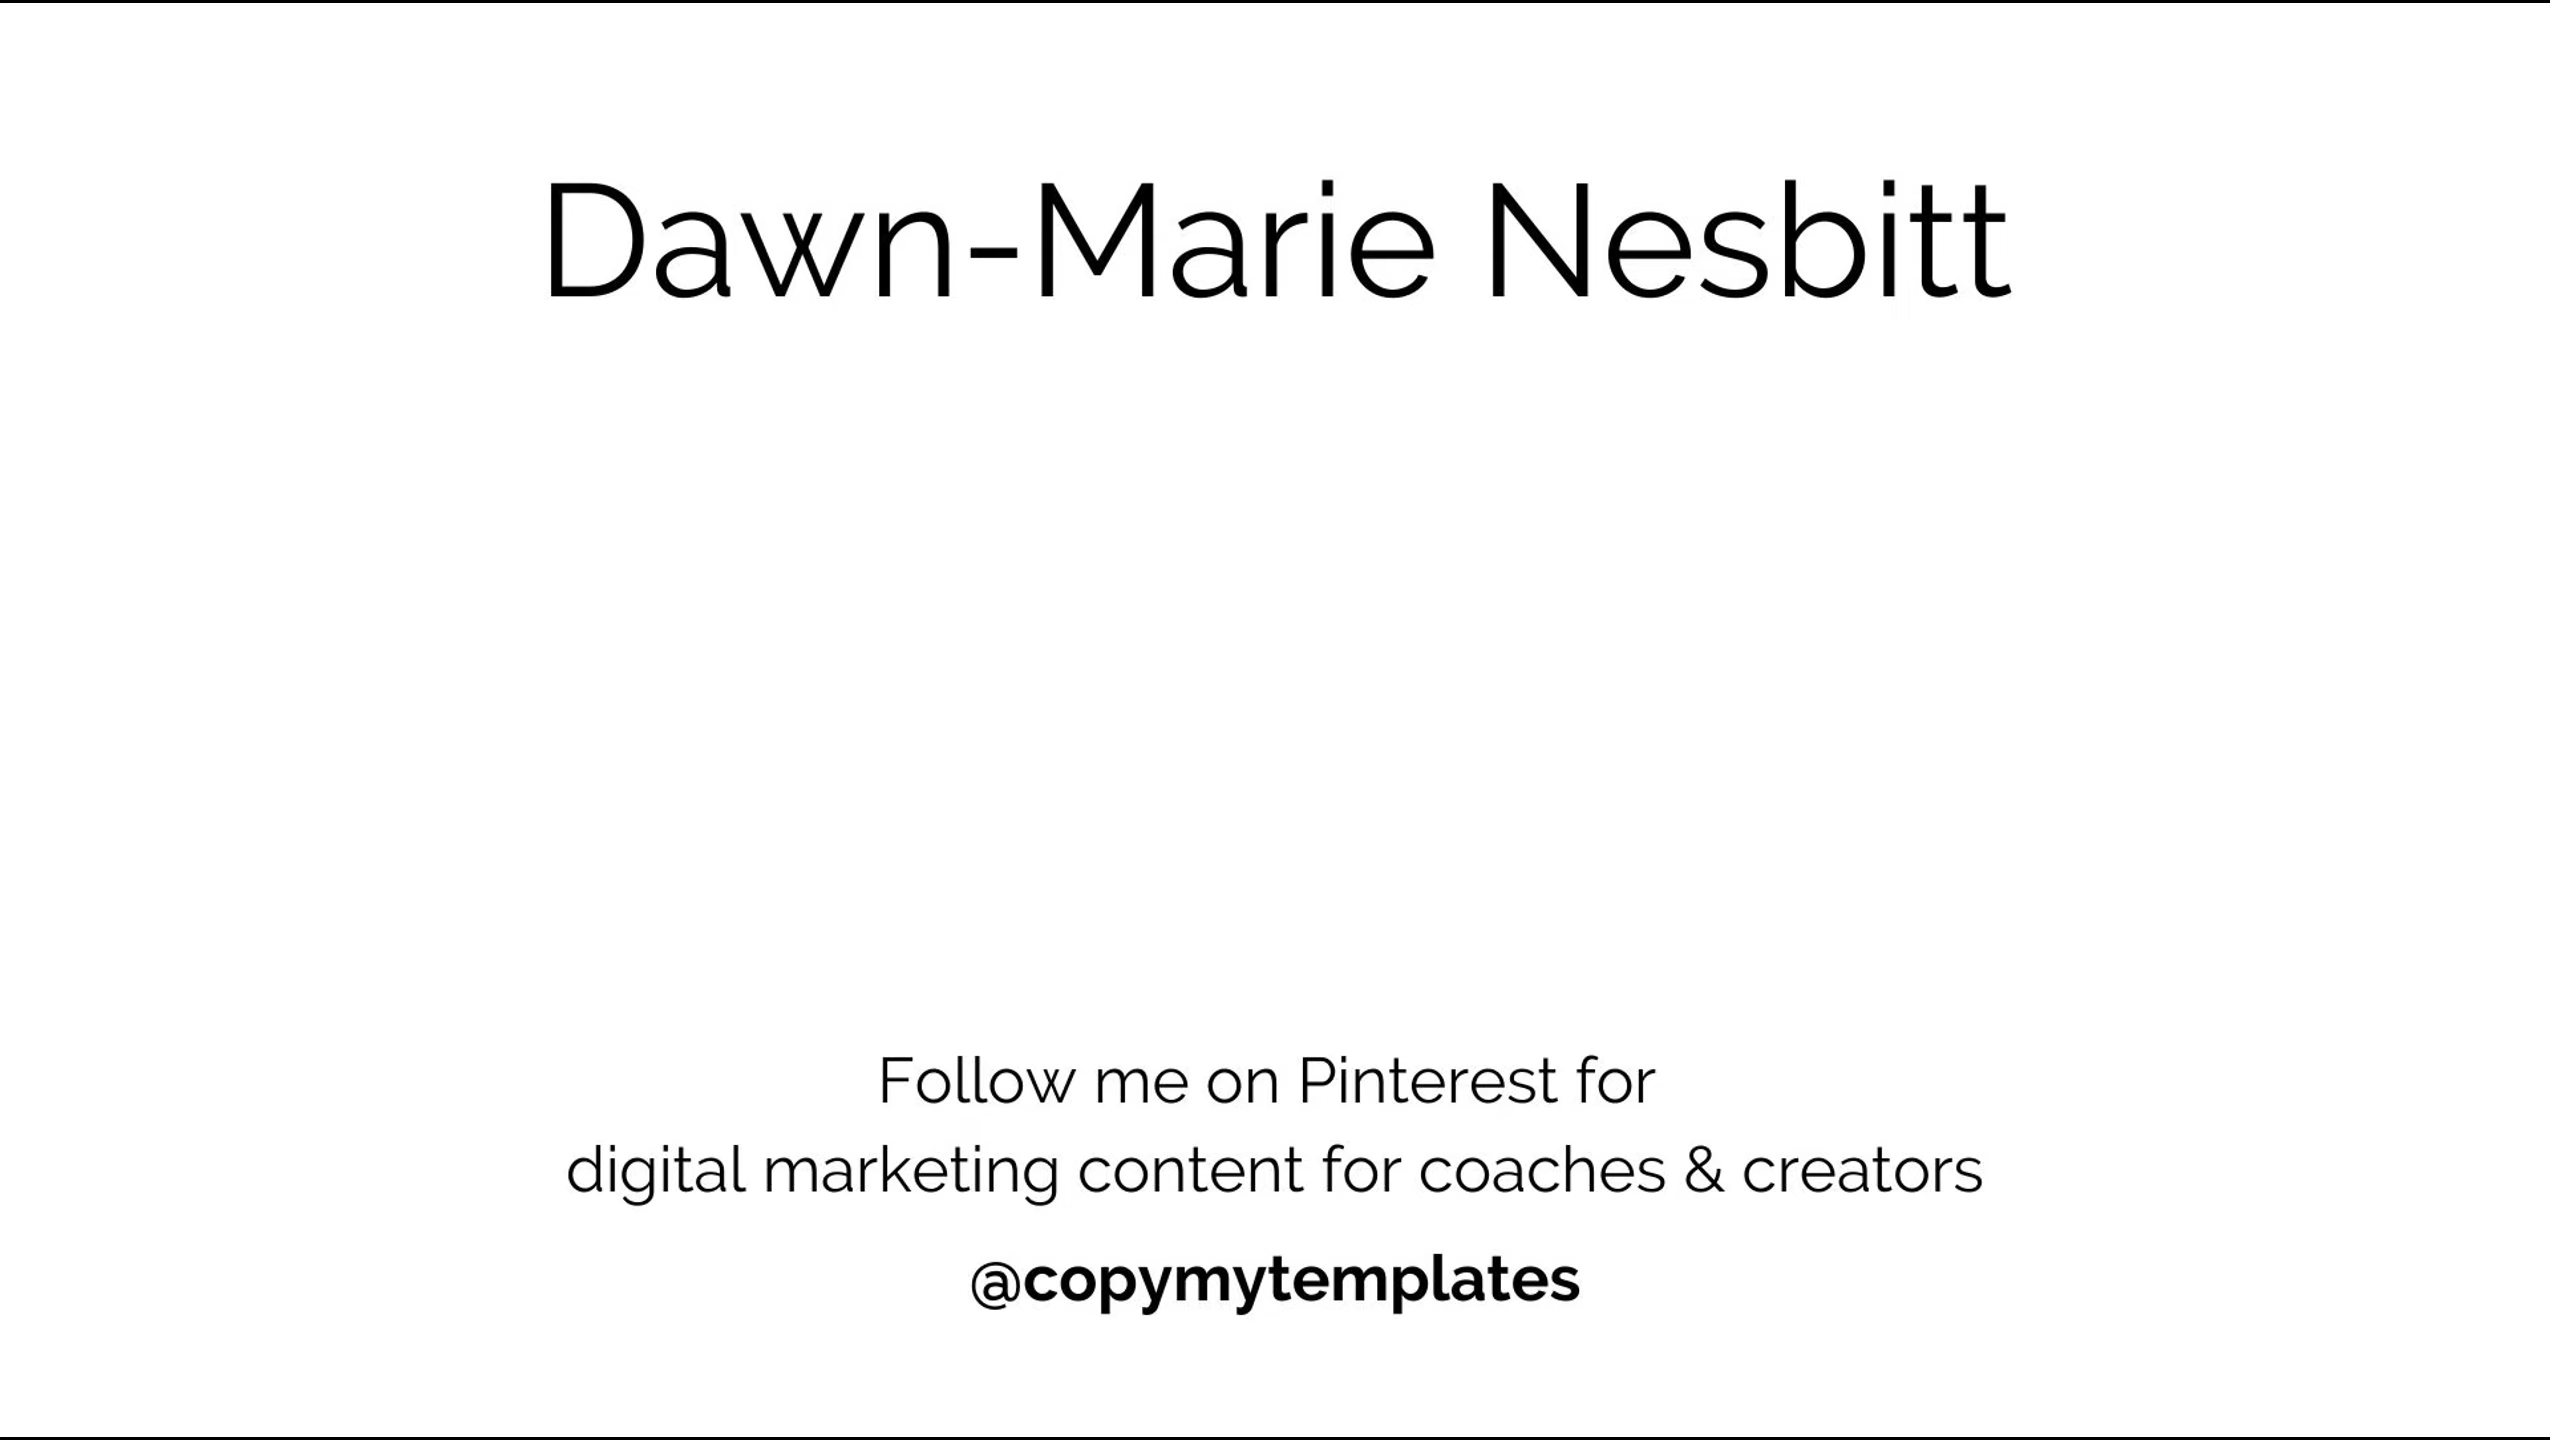 Dawn-Marie Nesbitt
Follow me on Pinterest for
digital marketing content for coaches & creators
@copymytemplates